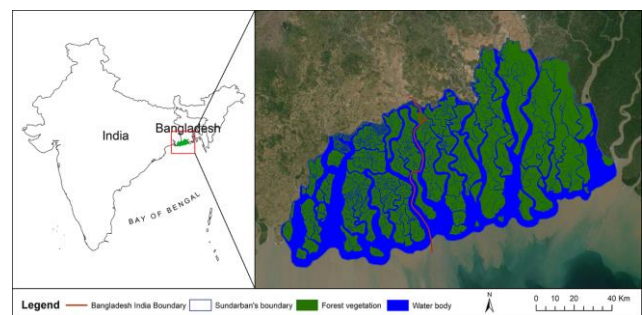 India
Bangladesh
BAY OF BENGAL
Legend
Bangladesh India Boundary
Sundarban's boundary
Forest vegetation
Water body
N
0 10 20 40 Km